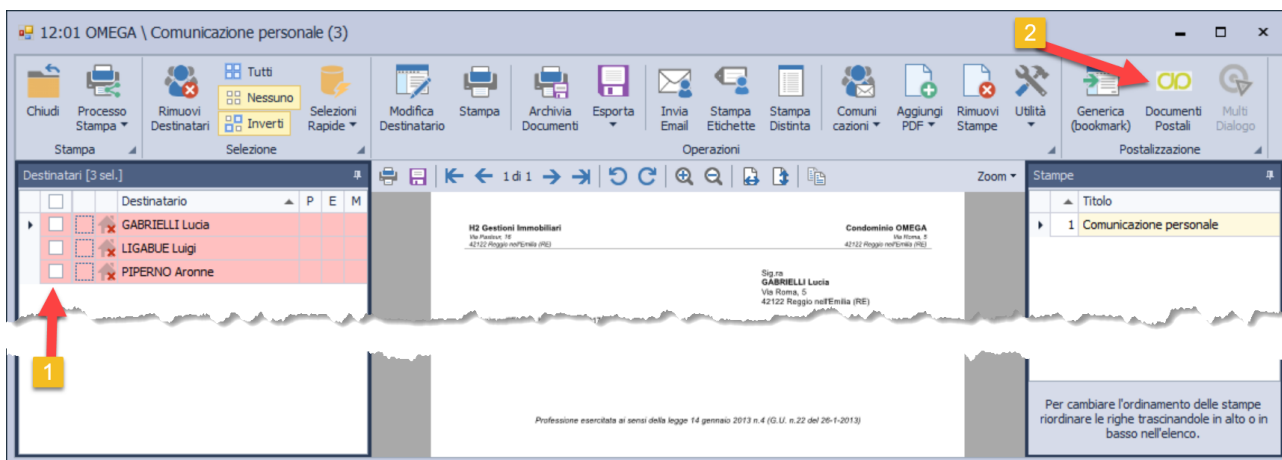 12:01 OMEGA \ Comunicazione personale (3)
2
Chiudi
Processo
Stampa
Rimuovi
Destinatari
Tutti
Nessuno
Inverti
Selezioni
Rapide
Modifica
Destinatario
Stampa
Archivia
Documenti
Esporta
Invia
Email
Stampa
Etichette
Stampa
Distinta
Comuni
cazioni
Aggiungi
PDF
Rimuovi
Stampe
Utilità
Generica
(bookmark)
Documenti
Postali
Multi
Dialogo
Stampa
Selezione
Operazioni
Postalizzazione
Destinatari [3 sel.]
Destinatario P E M
GABRIELLI Lucia
LIGABUE Luigi
PIPERNO Aronne
1
1 di 1
Zoom
H2 Gestioni Immobiliari
Via Pasteur, 16
42122 Reggio nell'Emilia (RE)
Condominio OMEGA
Via Roma, 5
42122 Reggio nell'Emilia (RE)
Sig.ra
GABRIELLI Lucia
Via Roma, 5
42122 Reggio nell'Emilia (RE)
Professione esercitata ai sensi della legge 14 gennaio 2013 n.4 (G.U. n.22 del 26-1-2013)
Stampe
Titolo
1 Comunicazione personale
Per cambiare l'ordinamento delle stampe
riordinare le righe trascinandole in alto o in
basso nell'elenco.